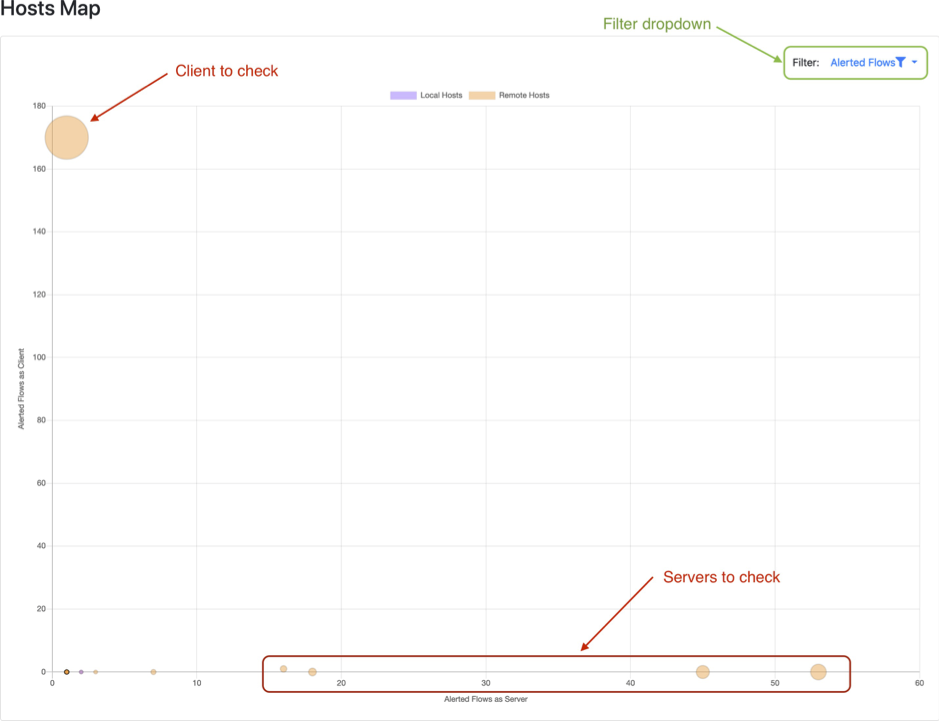 Hosts Map
Filter dropdown
Filter: Alerted Flows
Client to check
Local Hosts Remote Hosts
180
160
140
120
100
80
60
40
20
0
Alerted Flows as Client
Servers to check
0 10 20 30 40 50 60
Alerted Flows as Server